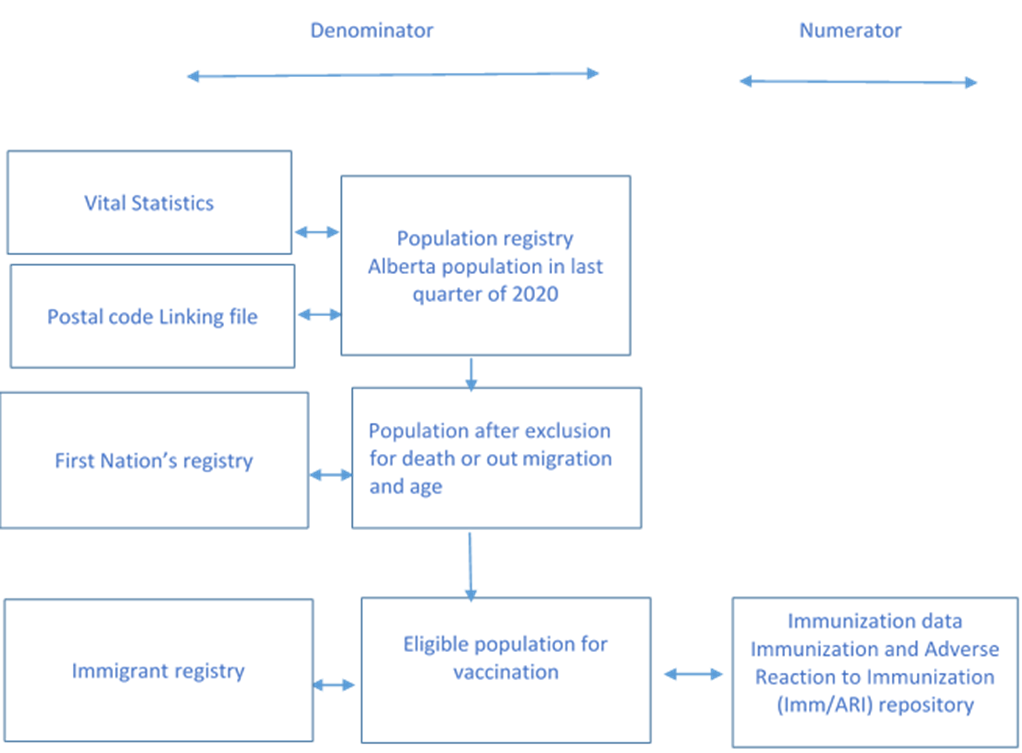 Denominator
Numerator
Vital Statistics
Population registry
Alberta population in last
quarter of 2020
Postal code Linking file
First Nation's registry
Population after exclusion
for death or out migration
and age
Immigrant registry
Eligible population for
vaccination
Immunization data
Immunization and Adverse
Reaction to Immunization
(Imm/ARI) repository